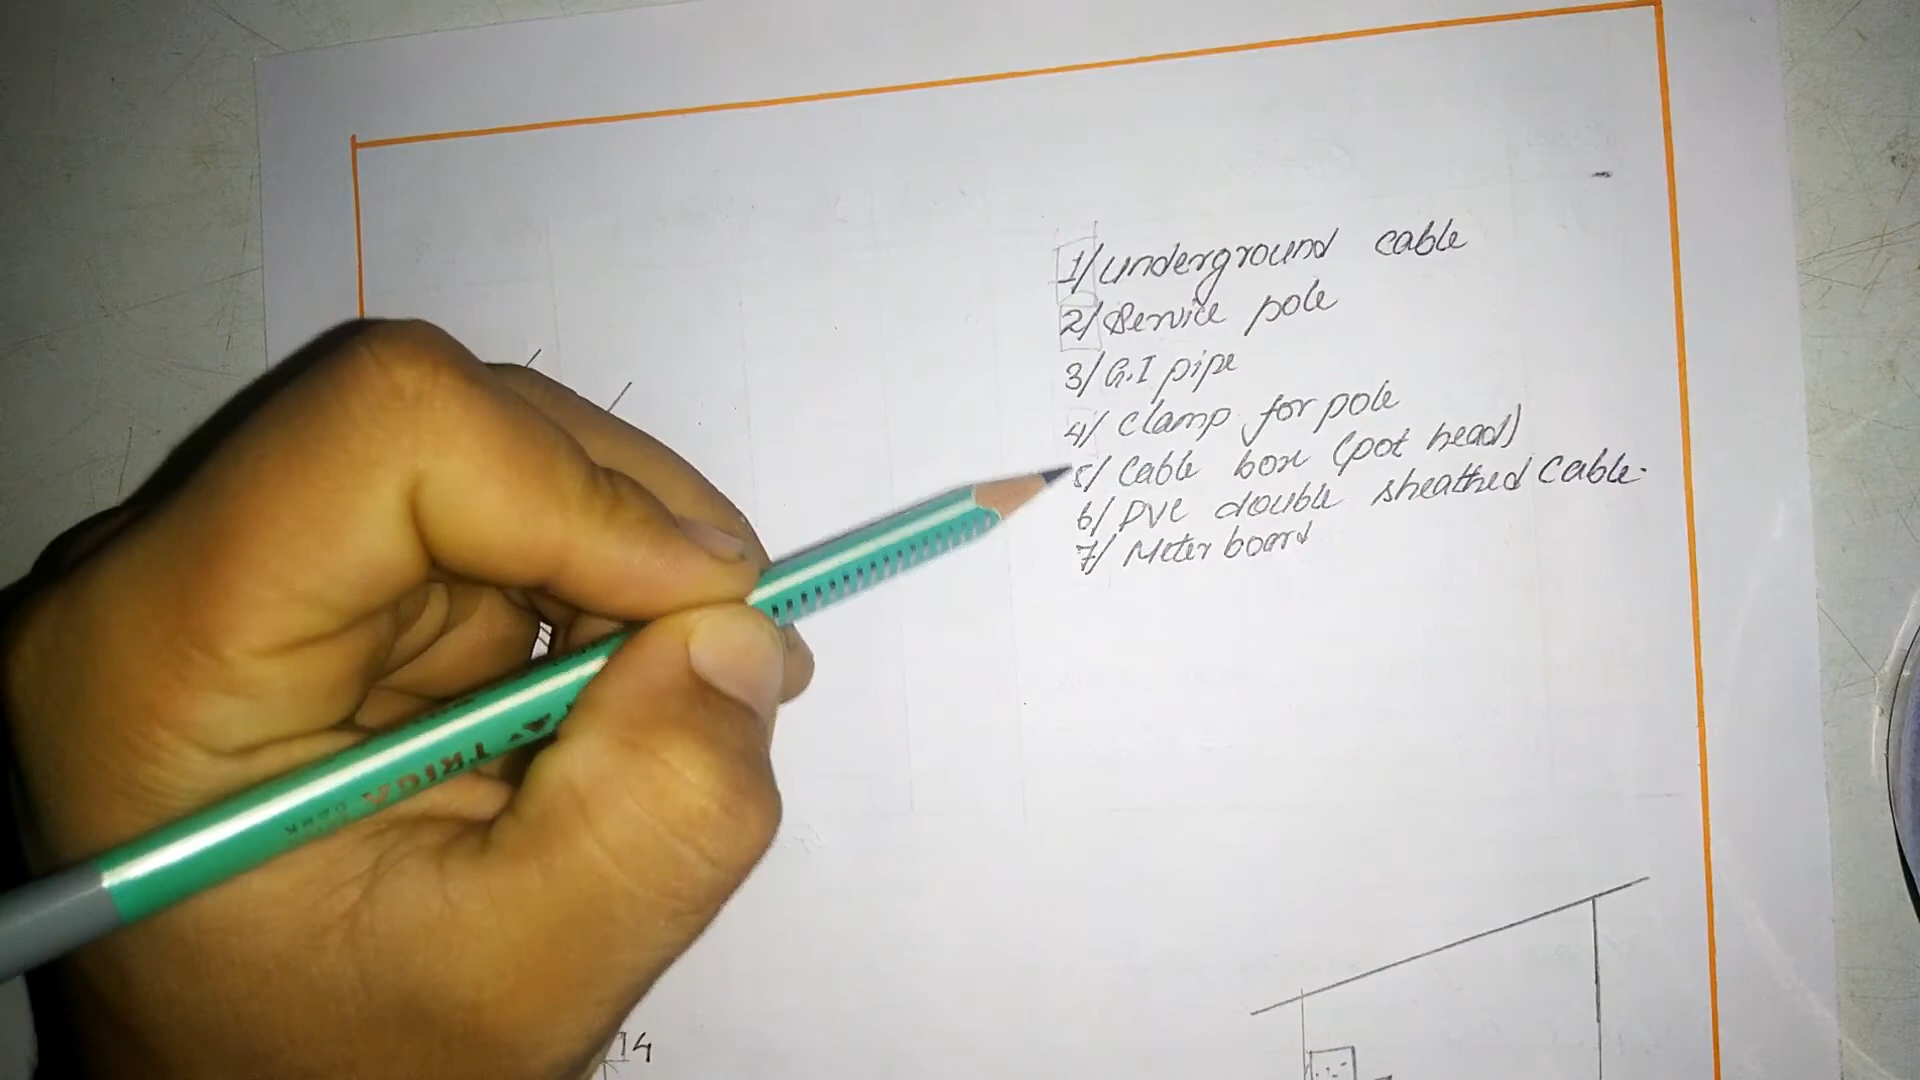 1/ underground cable
2/ Service pole
3/ G.I pipe
4/ Clamp for pole
5/ Cable box (pot head)
6/ PVC double sheathed cable.
7/ Meter board
TRIGA
14